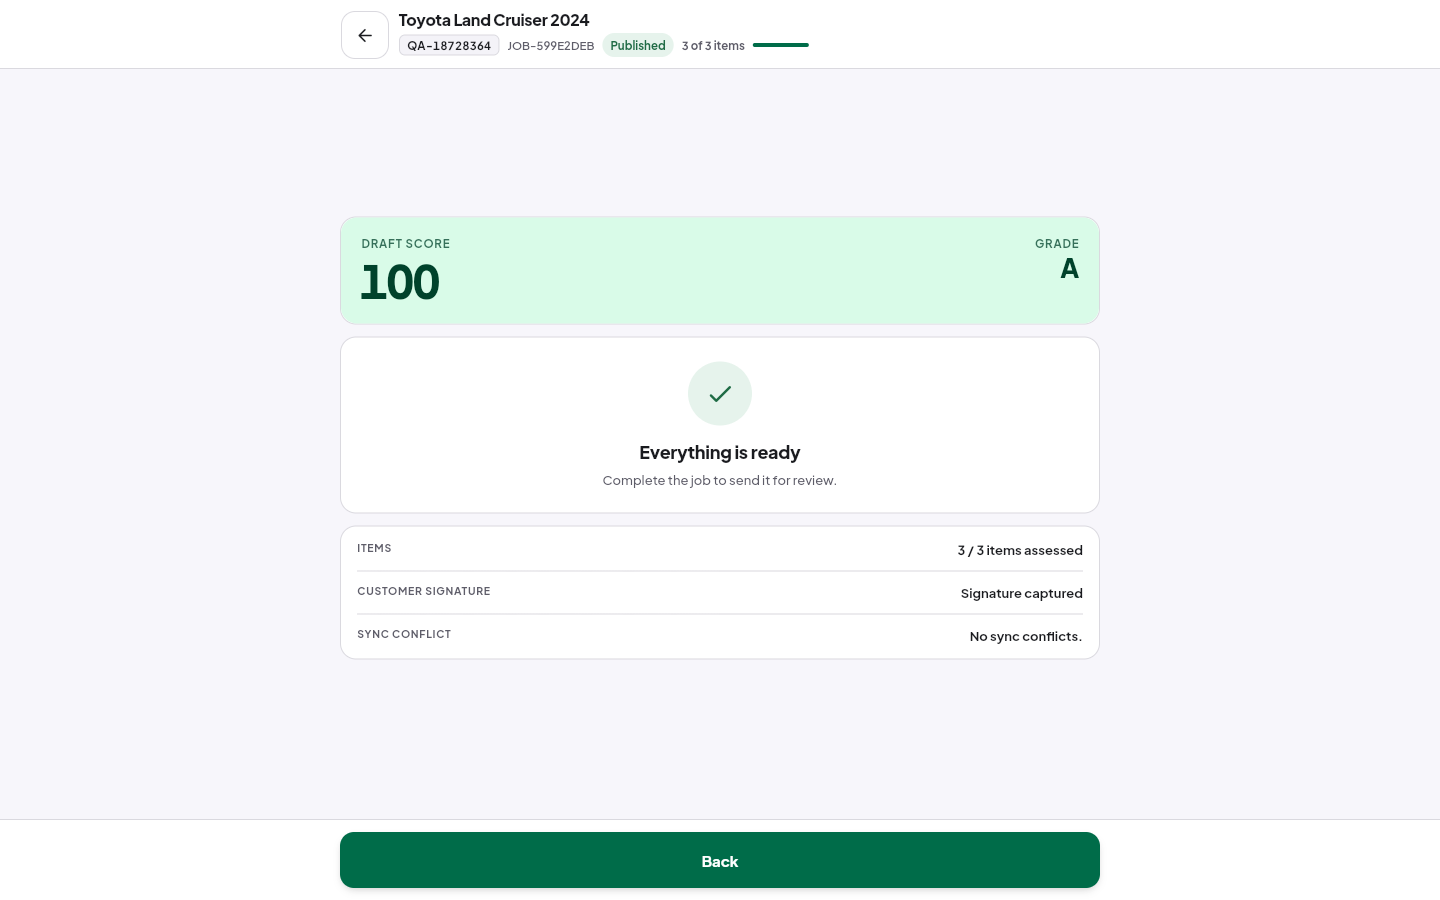 Toyota Land Cruiser 2024
QA-18728364 JOB-599E2DEB Published 3 of 3 items
DRAFT SCORE
100
GRADE
A
Everything is ready
Complete the job to send it for review.
ITEMS 3 / 3 items assessed
CUSTOMER SIGNATURE Signature captured
SYNC CONFLICT No sync conflicts.
Back